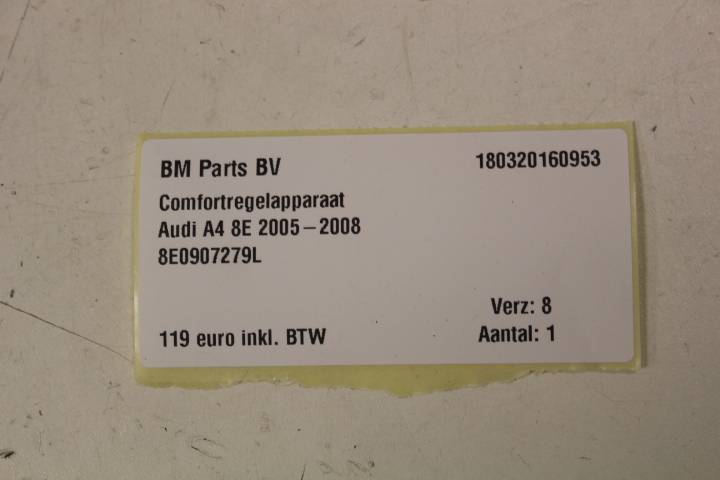 BM Parts BV 180320160953
Comfortregelapparaat
Audi A4 8E 2005–2008
8E0907279L
Verz: 8
119 euro inkl. BTW Aantal: 1